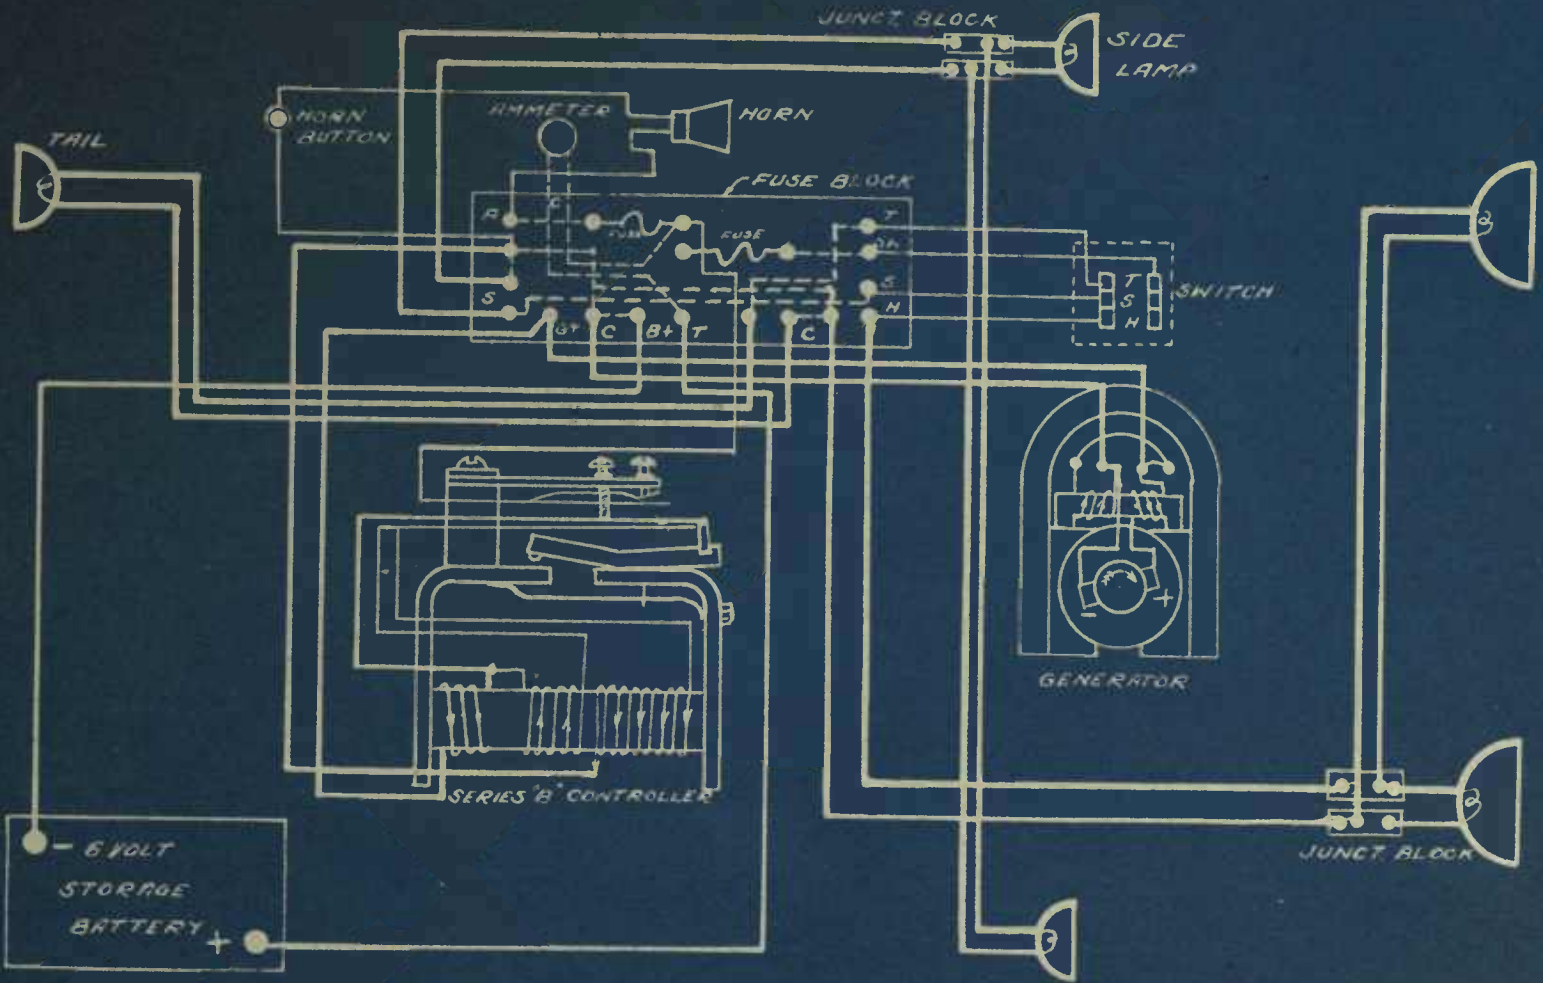 JUNCT. BLOCK
SIDE
LAMP
HORN
BUTTON
AMMETER
HORN
TAIL
FUSE BLOCK
C
T
FUSE
FUSE
S
S
H
B+
C
B+
T
C
T
S
H
SWITCH
+
-
GENERATOR
SERIES "B" CONTROLLER
- 6 VOLT
STORAGE
BATTERY +
JUNCT BLOCK